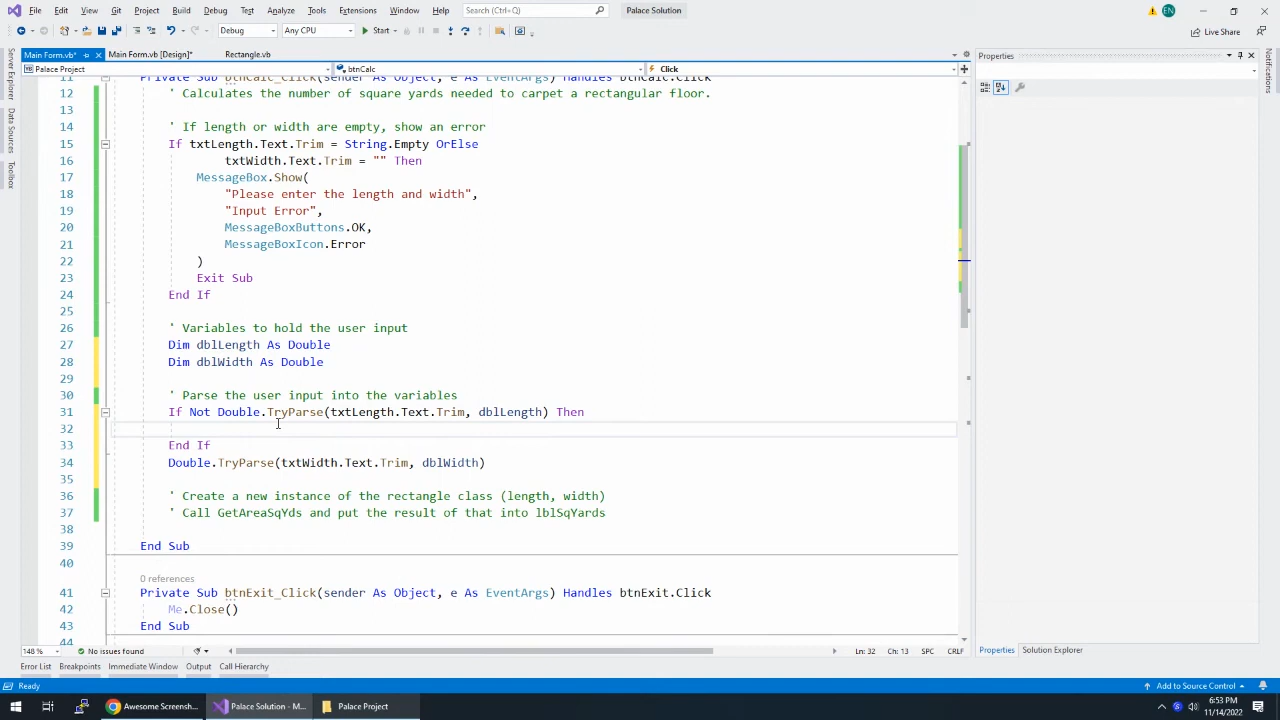 File Edit View Git Project Build Debug Test Analyze Tools Extensions Window Help Search (Ctrl+Q) Palace Solution EN
Debug Any CPU Start Live Share
Main Form.vb* Main Form.vb [Design]* Rectangle.vb Properties
Palace Project btnCalc Click
Server Explorer
Data Sources
Toolbox
Notifications
11 Private Sub btnCalc_Click(sender As Object, e As EventArgs) Handles btnCalc.Click
12 ' Calculates the number of square yards needed to carpet a rectangular floor.
13
14 ' If length or width are empty, show an error
15 If txtLength.Text.Trim = String.Empty OrElse
16 txtWidth.Text.Trim = "" Then
17 MessageBox.Show(
18 "Please enter the length and width",
19 "Input Error",
20 MessageBoxButtons.OK,
21 MessageBoxIcon.Error
22 )
23 Exit Sub
24 End If
25
26 ' Variables to hold the user input
27 Dim dblLength As Double
28 Dim dblWidth As Double
29
30 ' Parse the user input into the variables
31 If Not Double.TryParse(txtLength.Text.Trim, dblLength) Then
32
33 End If
34 Double.TryParse(txtWidth.Text.Trim, dblWidth)
35
36 ' Create a new instance of the rectangle class (length, width)
37 ' Call GetAreaSqYds and put the result of that into lblSqYards
38
39 End Sub
40
0 references
41 Private Sub btnExit_Click(sender As Object, e As EventArgs) Handles btnExit.Click
42 Me.Close()
43 End Sub
44
148 % No issues found Ln: 32 Ch: 13 SPC CRLF Properties Solution Explorer
Error List Breakpoints Immediate Window Output Call Hierarchy
Ready Add to Source Control
Awesome Screensh... Palace Solution - M... Palace Project 6:53 PM
11/14/2022